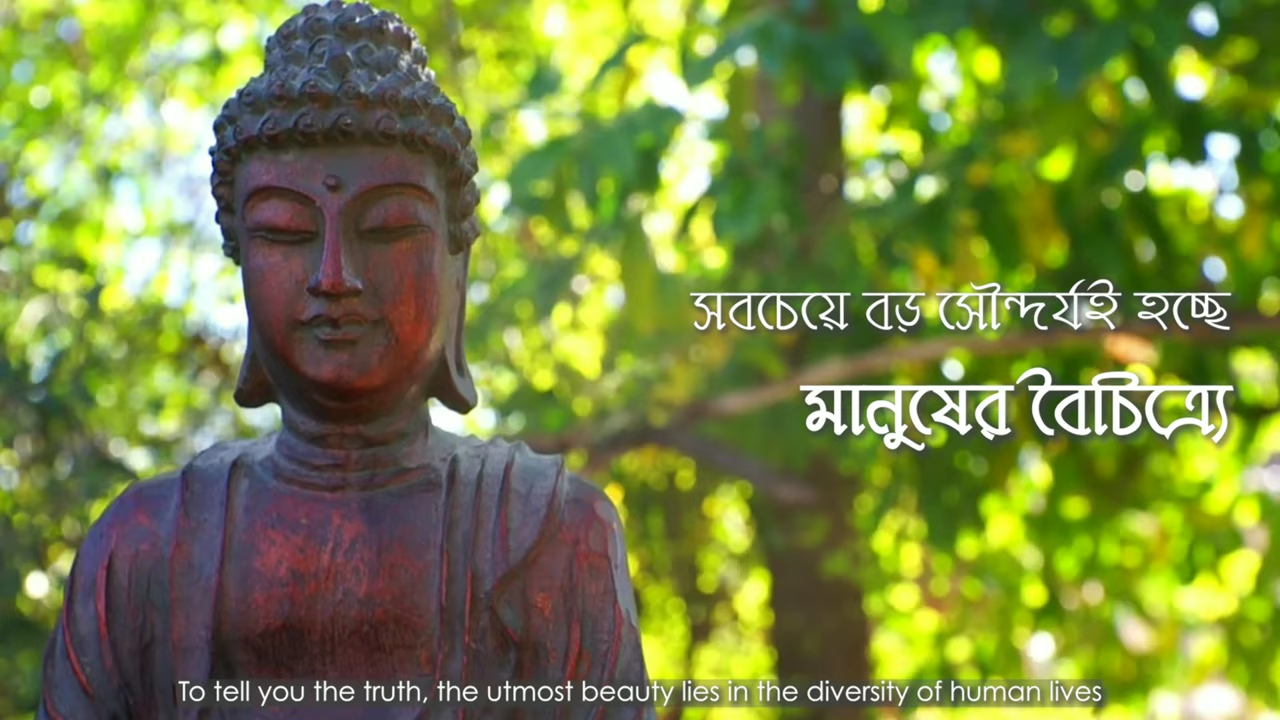 সবচেয়ে বড় সৌন্দর্যই হচ্ছে
মানুষের বৈচিত্র্যে
To tell you the truth, the utmost beauty lies in the diversity of human lives